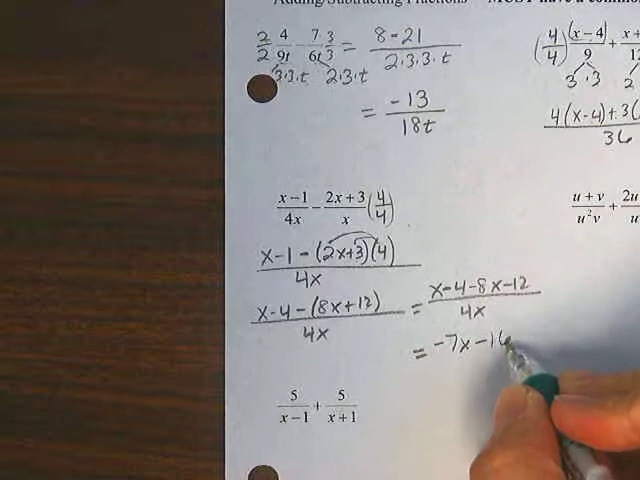 Adding/Subtracting Fractions MUST have a common
2/2 4/9t - 7/6t 3/3 = 8-21/2·3·3·t
3·3·t 2·3·t
= -13/18t
(4/4) (x-4)/9 + x+/12
3·3 2
4(x-4)+3(/36
x-1/4x - 2x+3/x (4/4)
x-1-(2x+3)(4)/4x
x-4-(8x+12)/4x = x-4-8x-12/4x
= -7x-16
u+v/u²v + 2u/u
5/x-1 + 5/x+1